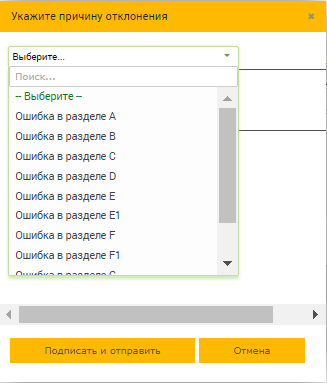 Укажите причину отклонения
Выберите...
Поиск...
-- Выберите --
Ошибка в разделе A
Ошибка в разделе B
Ошибка в разделе C
Ошибка в разделе D
Ошибка в разделе E
Ошибка в разделе E1
Ошибка в разделе F
Ошибка в разделе F1
Ошибка в разделе G
Подписать и отправить
Отмена